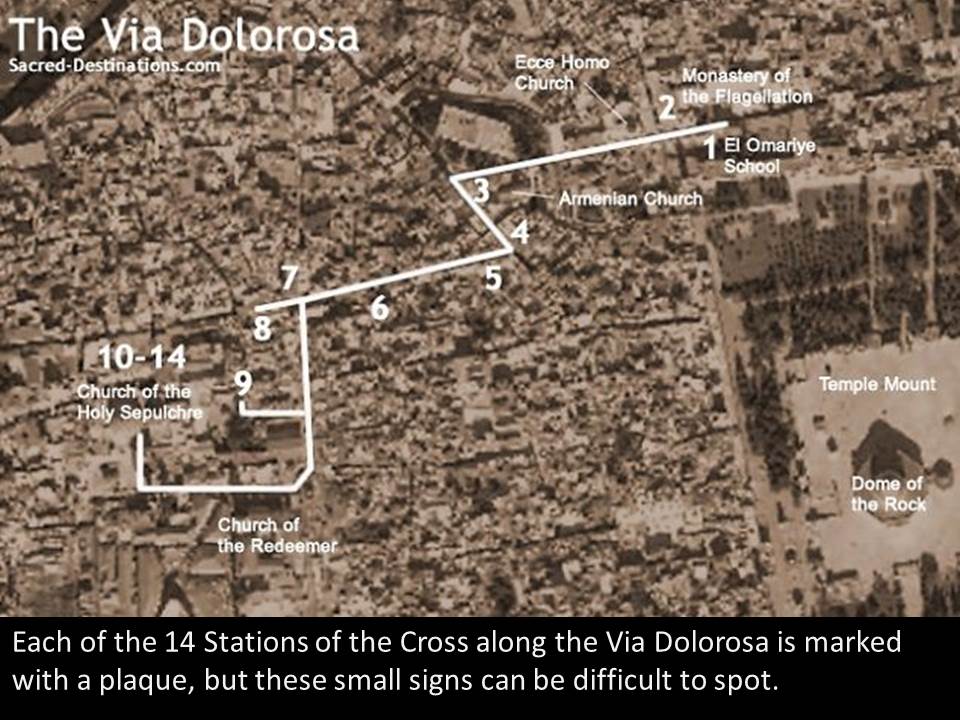 The Via Dolorosa
Sacred-Destinations.com
Ecce Homo
Church
2
Monastery of
the Flagellation
1
El Omariye
School
3
Armenian Church
4
5
6
7
8
10-14
Church of the
Holy Sepulchre
9
Temple Mount
Dome of
the Rock
Church of
the Redeemer
Each of the 14 Stations of the Cross along the Via Dolorosa is marked
with a plaque, but these small signs can be difficult to spot.